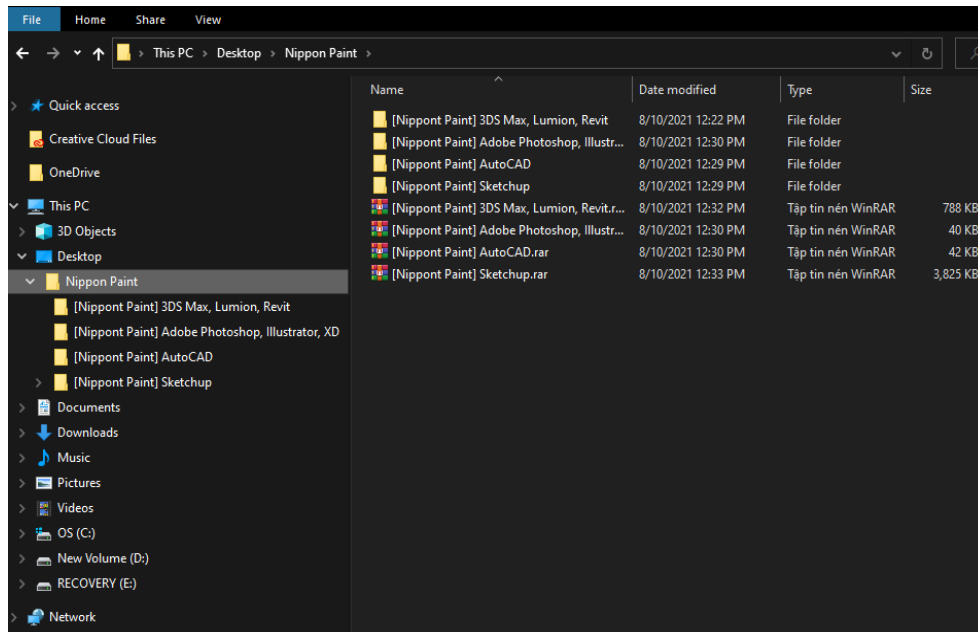 File Home Share View
This PC > Desktop > Nippon Paint >
Name Date modified Type Size
Quick access
Creative Cloud Files
OneDrive
This PC
3D Objects
Desktop
Nippon Paint
[Nippont Paint] 3DS Max, Lumion, Revit
[Nippont Paint] Adobe Photoshop, Illustrator, XD
[Nippont Paint] AutoCAD
[Nippont Paint] Sketchup
Documents
Downloads
Music
Pictures
Videos
OS (C:)
New Volume (D:)
RECOVERY (E:)
Network
[Nippont Paint] 3DS Max, Lumion, Revit 8/10/2021 12:22 PM File folder
[Nippont Paint] Adobe Photoshop, Illustr... 8/10/2021 12:30 PM File folder
[Nippont Paint] AutoCAD 8/10/2021 12:29 PM File folder
[Nippont Paint] Sketchup 8/10/2021 12:29 PM File folder
[Nippont Paint] 3DS Max, Lumion, Revit.r... 8/10/2021 12:32 PM Tập tin nén WinRAR 788 KB
[Nippont Paint] Adobe Photoshop, Illustr... 8/10/2021 12:30 PM Tập tin nén WinRAR 40 KB
[Nippont Paint] AutoCAD.rar 8/10/2021 12:30 PM Tập tin nén WinRAR 42 KB
[Nippont Paint] Sketchup.rar 8/10/2021 12:33 PM Tập tin nén WinRAR 3,825 KB